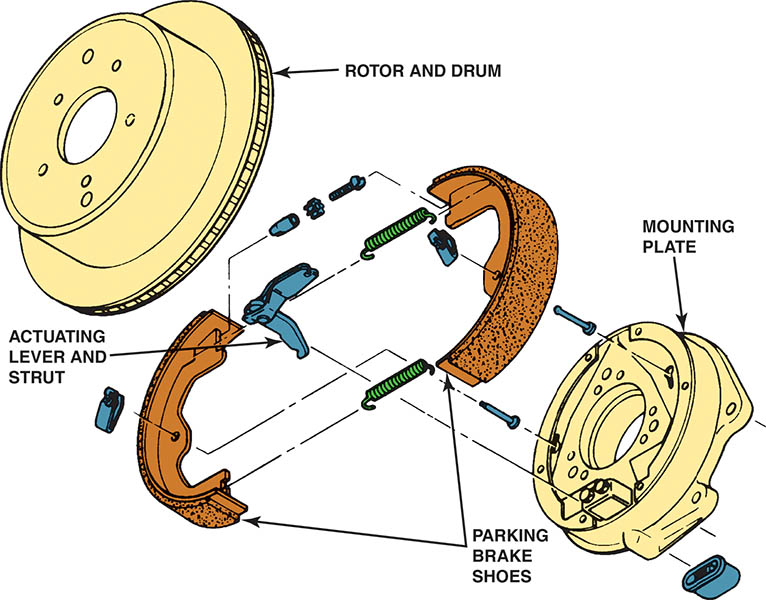 ROTOR AND DRUM
MOUNTING
PLATE
ACTUATING
LEVER AND
STRUT
PARKING
BRAKE
SHOES